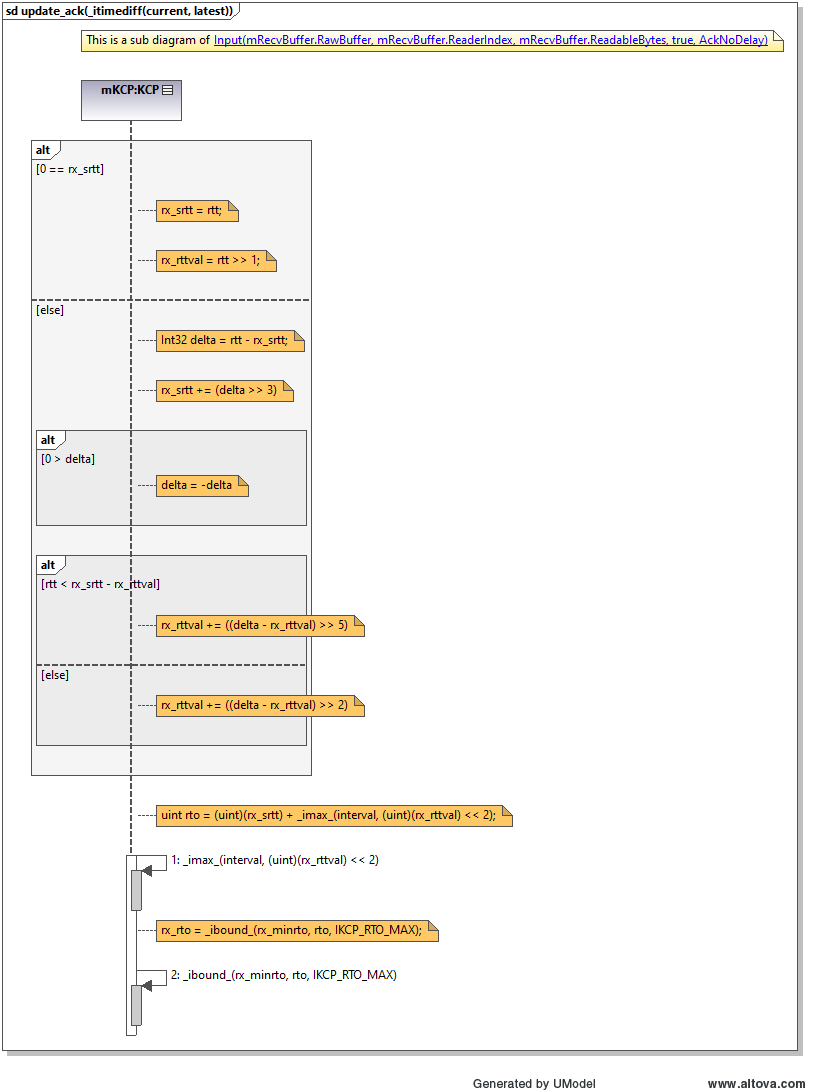 sd update_ack(_itimediff(current, latest))
This is a sub diagram of Input(mRecvBuffer.RawBuffer, mRecvBuffer.ReaderIndex, mRecvBuffer.ReadableBytes, true, AckNoDelay)
mKCP:KCP
alt
[0 == rx_srtt]
rx_srtt = rtt;
rx_rttval = rtt >> 1;
[else]
Int32 delta = rtt - rx_srtt;
rx_srtt += (delta >> 3)
alt
[0 > delta]
delta = -delta
alt
[rtt < rx_srtt - rx_rttval]
rx_rttval += ((delta - rx_rttval) >> 5)
[else]
rx_rttval += ((delta - rx_rttval) >> 2)
uint rto = (uint)(rx_srtt) + _imax_(interval, (uint)(rx_rttval) << 2);
1: _imax_(interval, (uint)(rx_rttval) << 2)
rx_rto = _ibound_(rx_minrto, rto, IKCP_RTO_MAX);
2: _ibound_(rx_minrto, rto, IKCP_RTO_MAX)
Generated by UModel
www.altova.com